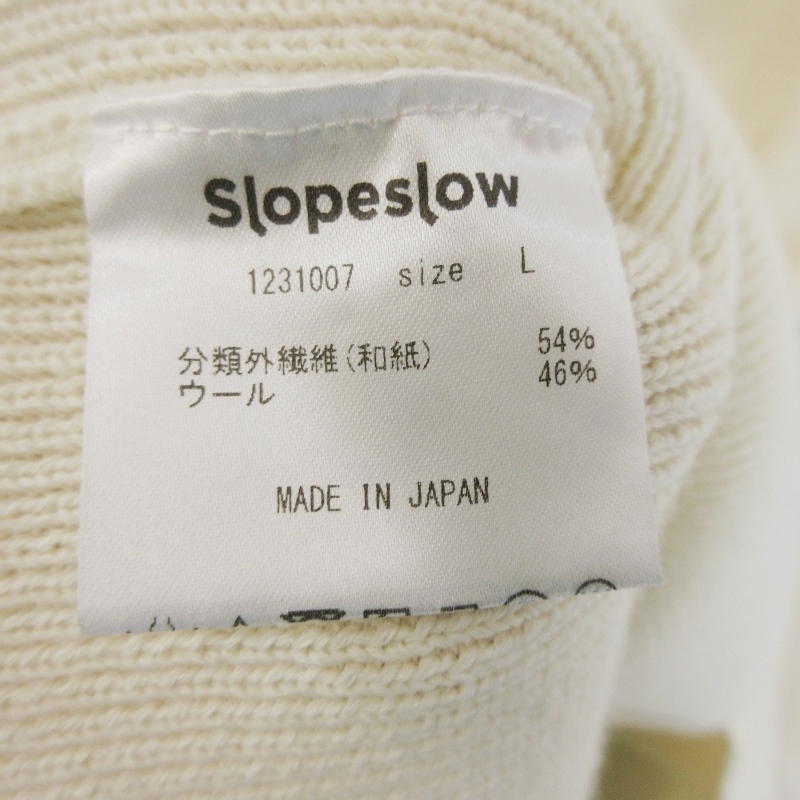 Slopeslow
1231007 size L
分類外繊維(和紙) 54%
ウール 46%
MADE IN JAPAN